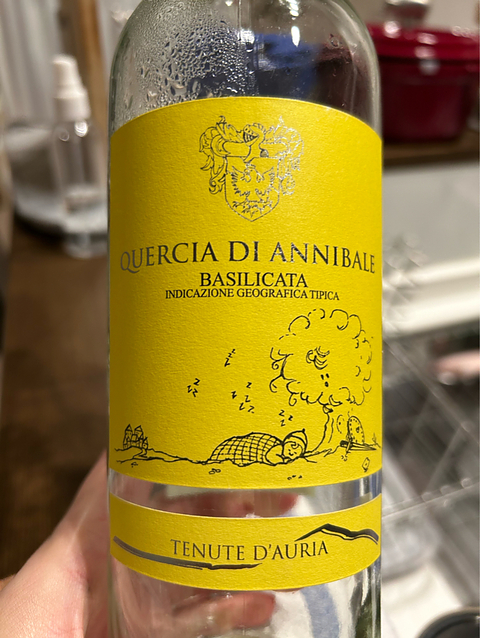 QUERCIA DI ANNIBALE
BASILICATA
INDICAZIONE GEOGRAFICA TIPICA
z z z z z z z z z z
TENUTE D'AURIA